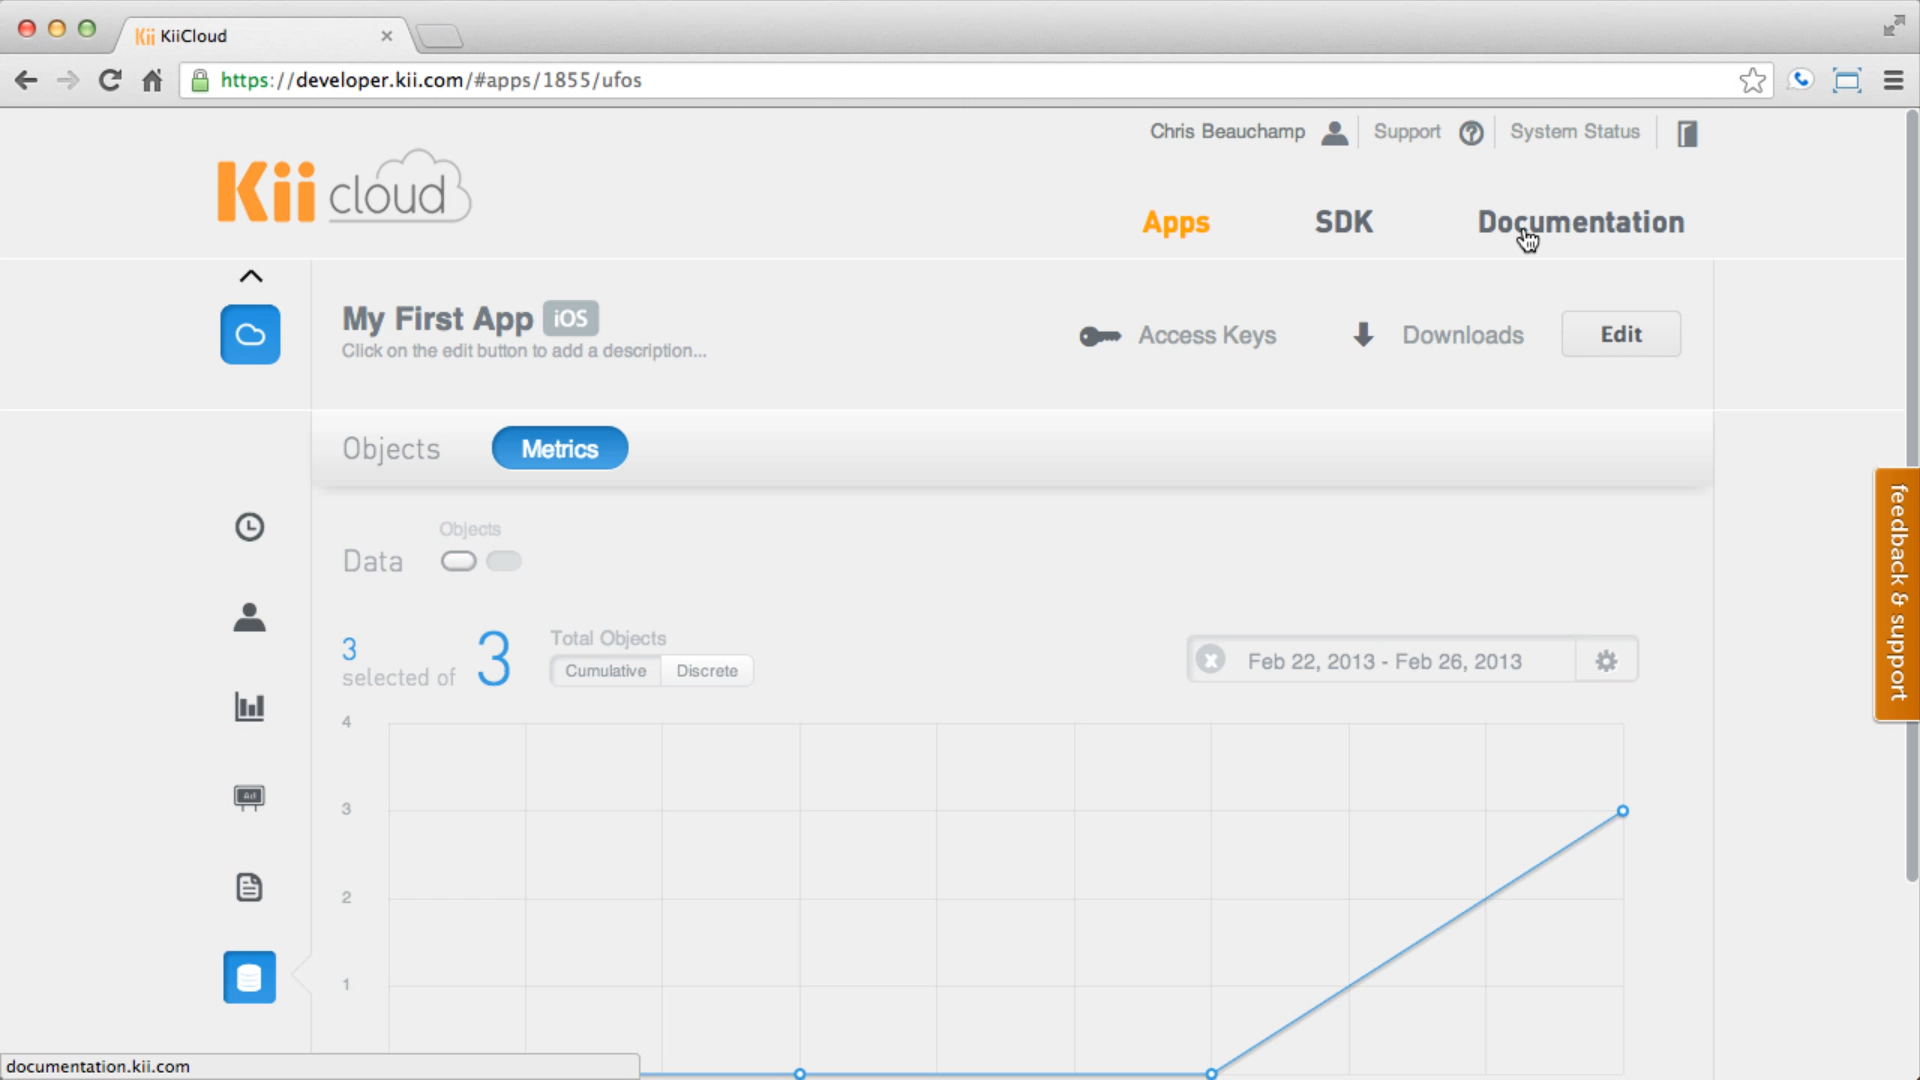 Kii KiiCloud
https://developer.kii.com/#apps/1855/ufos
Chris Beauchamp Support ? System Status
Kii cloud
Apps SDK Documentation
My First App iOS
Click on the edit button to add a description...
Access Keys Downloads Edit
Objects Metrics
Objects
Data
3
selected of 3
Total Objects
Cumulative Discrete
Feb 22, 2013 - Feb 26, 2013
4
3
2
1
Ad
feedback & support
documentation.kii.com